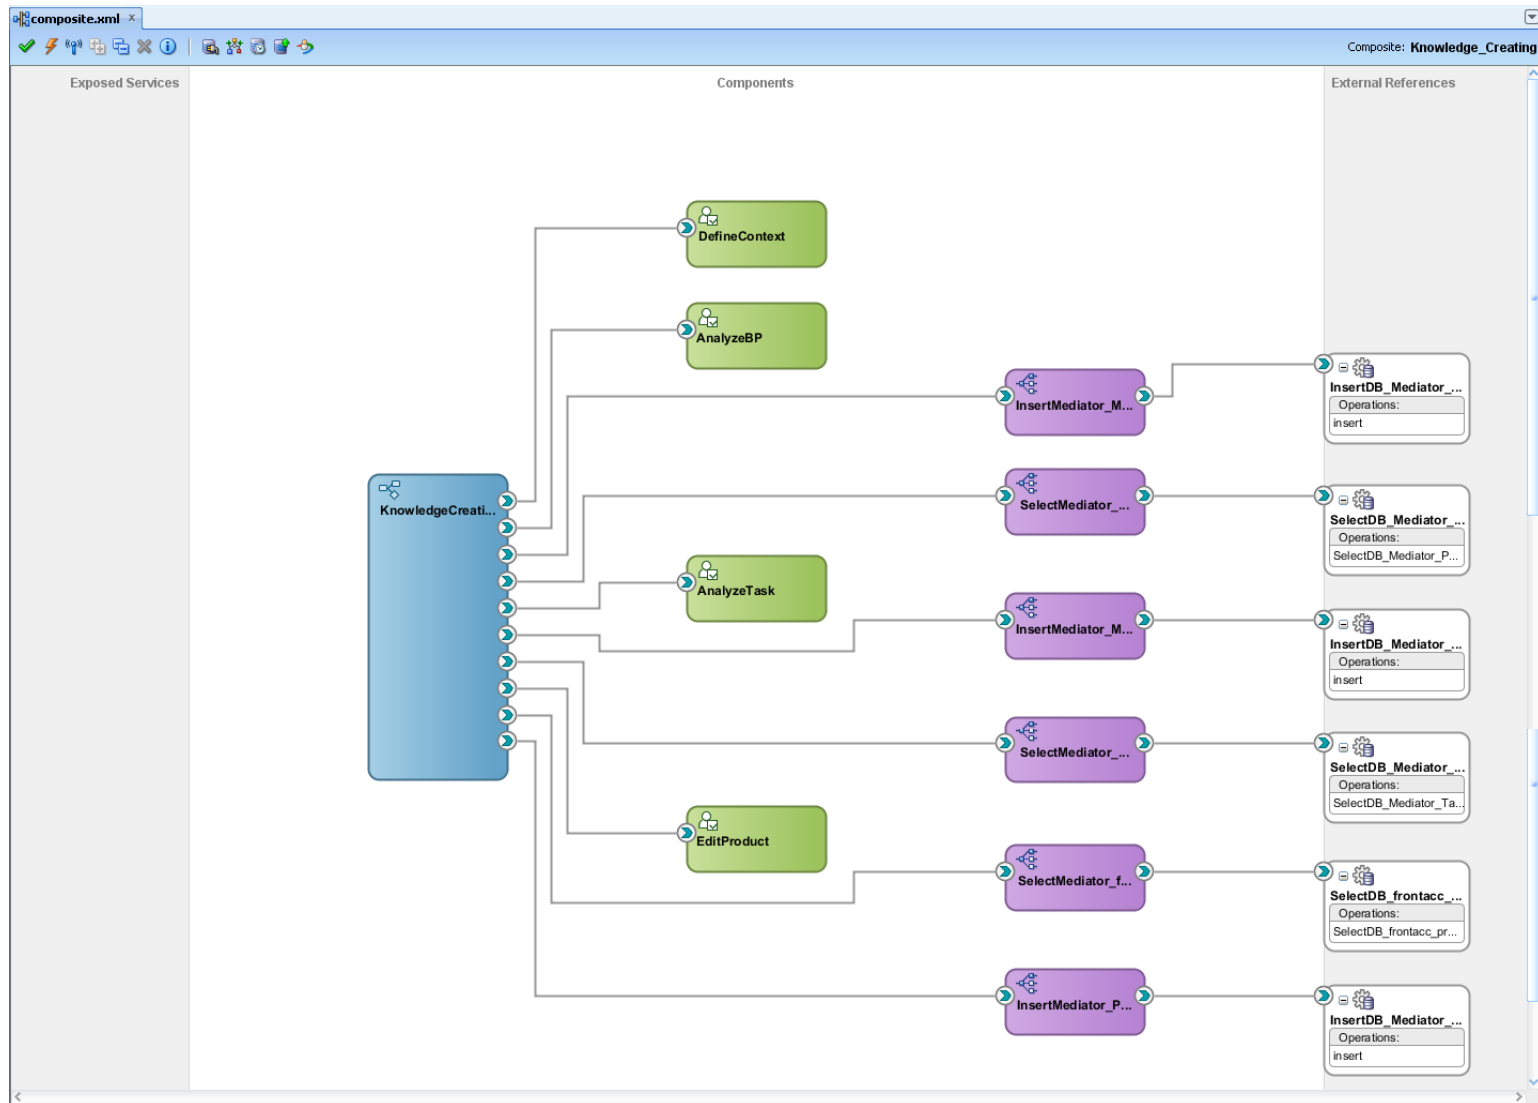 composite.xml x
Composite: Knowledge_Creating
Exposed Services
Components
External References
DefineContext
AnalyzeBP
InsertMediator_M...
InsertDB_Mediator_...
Operations:
insert
KnowledgeCreati...
SelectMediator_...
SelectDB_Mediator_...
Operations:
SelectDB_Mediator_P...
AnalyzeTask
InsertMediator_M...
InsertDB_Mediator_...
Operations:
insert
SelectMediator_...
SelectDB_Mediator_...
Operations:
SelectDB_Mediator_Ta...
EditProduct
SelectMediator_f...
SelectDB_frontacc_...
Operations:
SelectDB_frontacc_pr...
InsertMediator_P...
InsertDB_Mediator_...
Operations:
insert